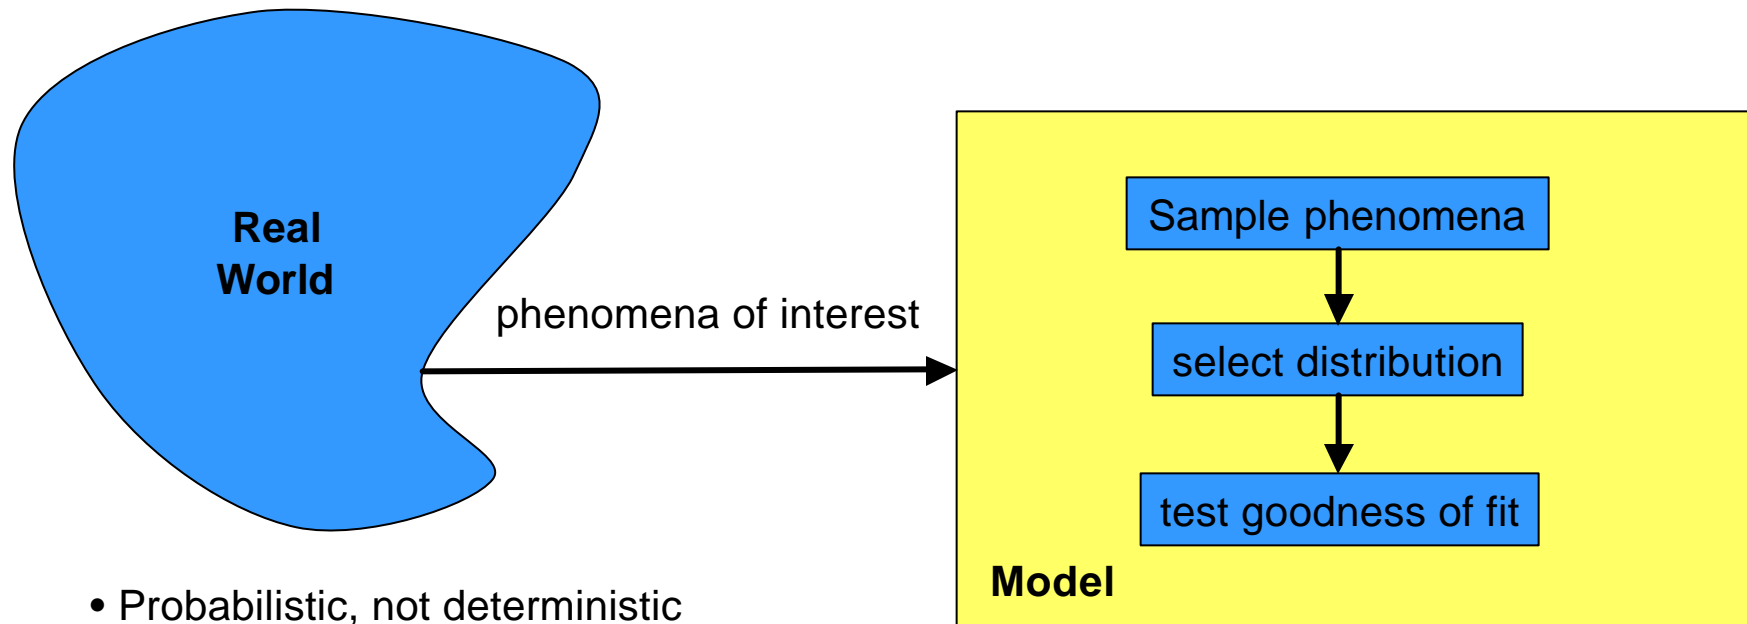 Real
World
phenomena of interest
Sample phenomena
select distribution
test goodness of fit
Model
• Probabilistic, not deterministic